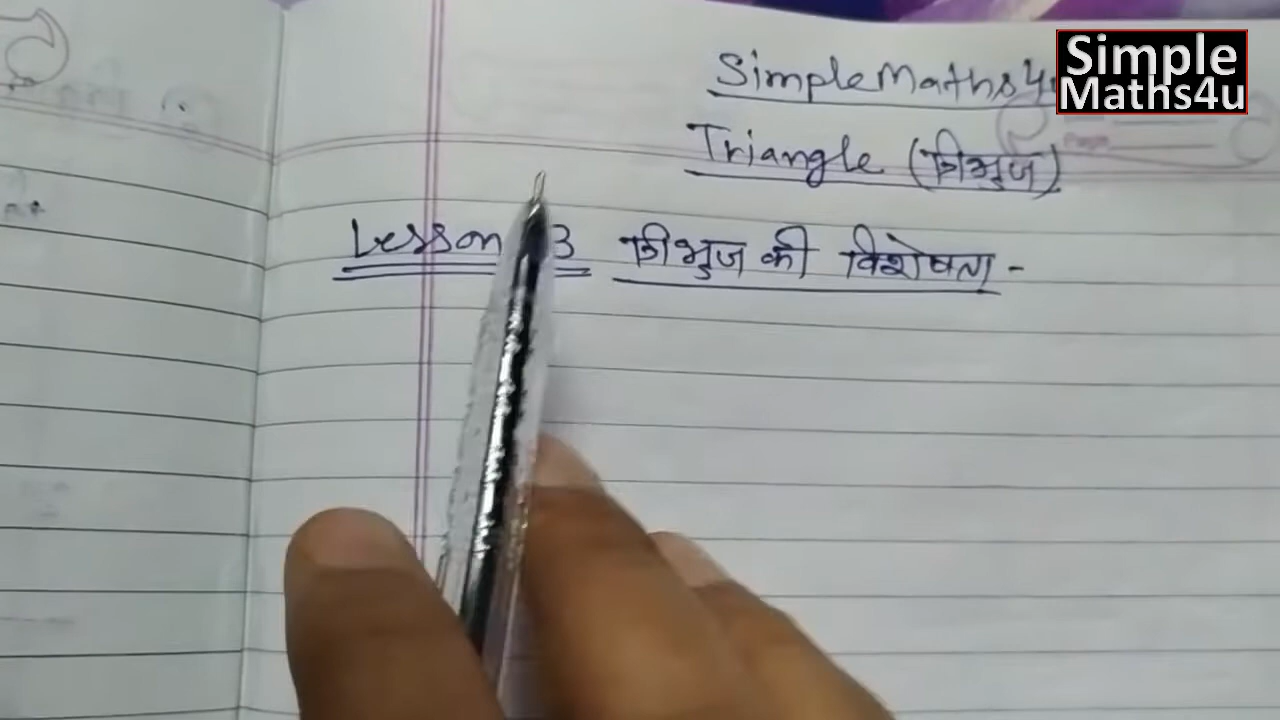 Simple
Maths4u
SimpleMaths4u
Triangle (त्रिभुज)
Lesson 3 त्रिभुज की विशेषता -